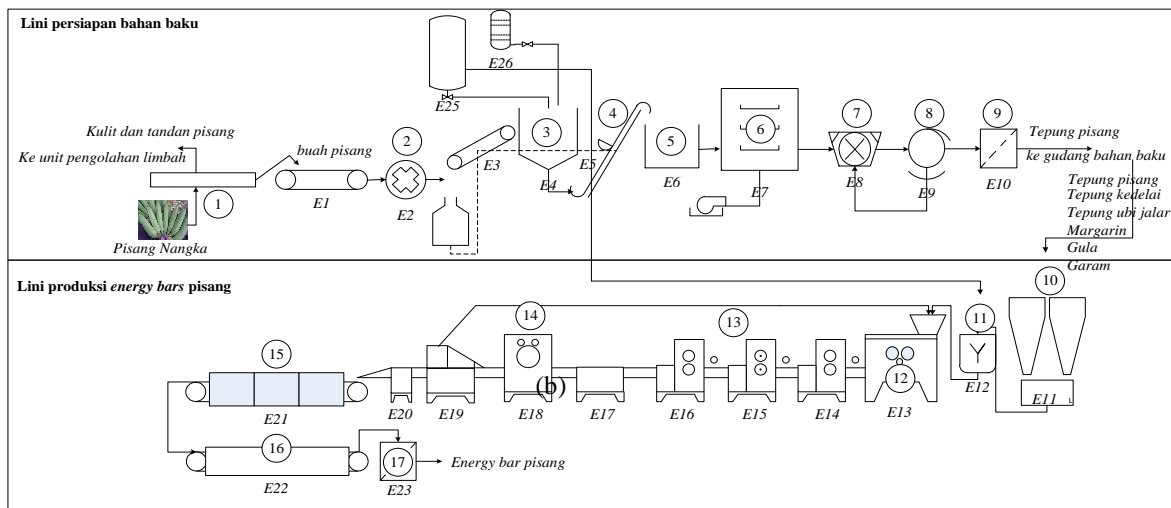 Lini persiapan bahan baku
E25
E26
Kulit dan tandan pisang
Ke unit pengolahan limbah
buah pisang
1
Pisang Nangka
E1
2
E2
E3
3
E4
4
E5
5
E6
6
E7
7
E8
8
E9
9
E10
Tepung pisang
ke gudang bahan baku
Tepung pisang
Tepung kedelai
Tepung ubi jalar
Margarin
Gula
Garam
Lini produksi energy bars pisang
10
E11
11
E12
12
E13
13
E14
E15
E16
E17
14
E18
(b)
E19
E20
15
E21
16
E22
17
E23
Energy bar pisang